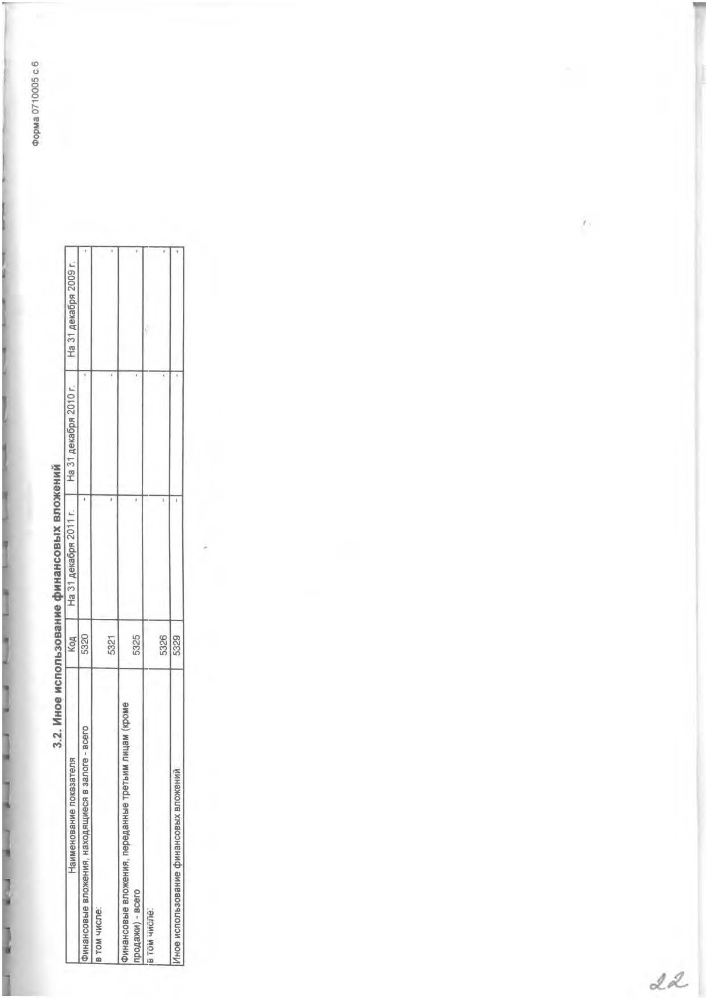 Форма 0710005 с.6
3.2. Иное использование финансовых вложений
Наименование показателя Код На 31 декабря 2011 г. На 31 декабря 2010 г. На 31 декабря 2009 г.
Финансовые вложения, находящиеся в залоге - всего 5320 - - -
в том числе:
5321 - - -
Финансовые вложения, переданные третьим лицам (кроме
продажи) - всего 5325 - - -
в том числе:
5326 - - -
Иное использование финансовых вложений 5329 - - -
22